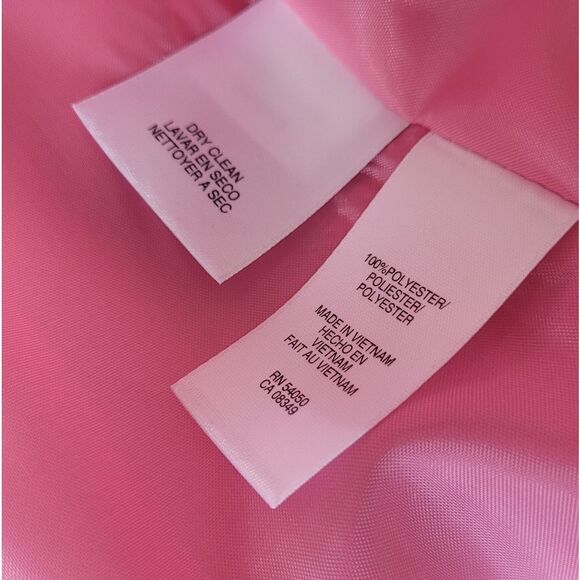 DRY CLEAN
LAVAR EN SECO
NETTOYER A SEC
100%POLYESTER/
POLIESTER/
POLYESTER
MADE IN VIETNAM
HECHO EN
VIETNAM
FAIT AU VIETNAM
RN 54050
CA 08349